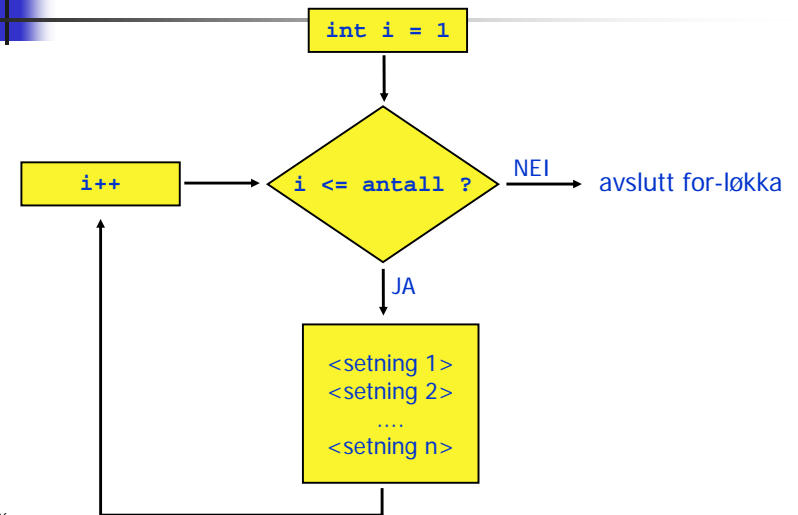 int i = 1
i++
i <= antall ?
NEI
avslutt for-løkka
JA
<setning 1>
<setning 2>
....
<setning n>